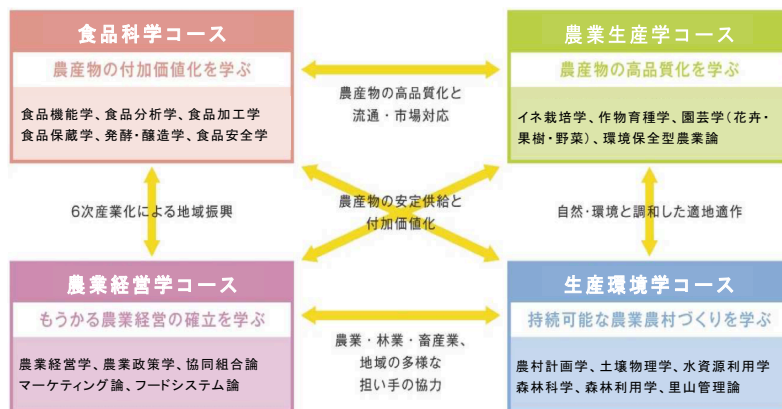 食品科学コース
農産物の付加価値化を学ぶ
食品機能学、食品分析学、食品加工学
食品保蔵学、発酵・醸造学、食品安全学
農産物の高品質化と
流通・市場対応
農業生産学コース
農産物の高品質化を学ぶ
イネ栽培学、作物育種学、園芸学(花卉・
果樹・野菜)、環境保全型農業論
6次産業化による地域振興
農産物の安定供給と
付加価値化
自然・環境と調和した適地適作
農業経営学コース
もうかる農業経営の確立を学ぶ
農業経営学、農業政策学、協同組合論
マーケティング論、フードシステム論
農業・林業・畜産業、
地域の多様な
担い手の協力
生産環境学コース
持続可能な農業農村づくりを学ぶ
農村計画学、土壌物理学、水資源利用学
森林科学、森林利用学、里山管理論